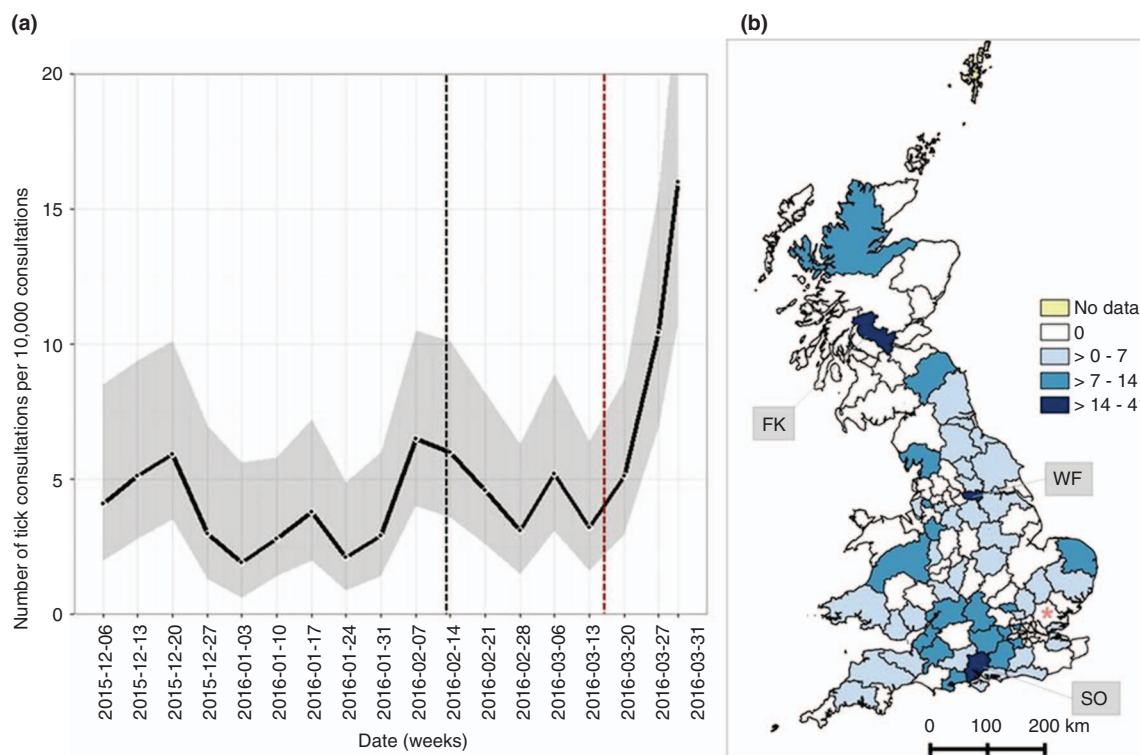 (a)
20
15
10
5
0
Number of tick consultations per 10,000 consultations
2015-12-06
2015-12-13
2015-12-20
2015-12-27
2016-01-03
2016-01-10
2016-01-17
2016-01-24
2016-01-31
2016-02-07
2016-02-14
2016-02-21
2016-02-28
2016-03-06
2016-03-13
2016-03-20
2016-03-27
2016-03-31
Date (weeks)
(b)
No data
0
> 0 - 7
> 7 - 14
> 14 - 4
FK
WF
*
SO
0 100 200 km